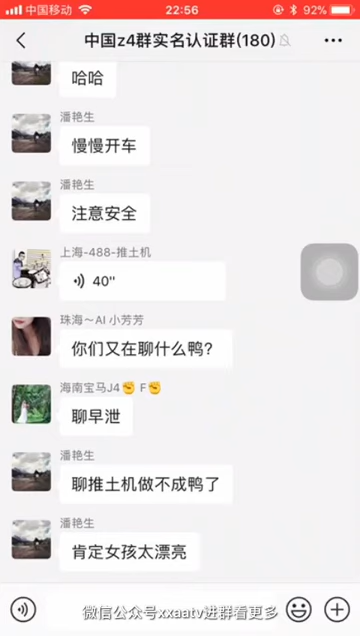 中国移动
22:56
92%
中国z4群实名认证群(180)
哈哈
潘艳生
慢慢开车
潘艳生
注意安全
上海-488-推土机
40"
珠海～AI 小芳芳
你们又在聊什么鸭?
海南宝马J4✊ F✊
聊早泄
潘艳生
聊推土机做不成鸭了
潘艳生
肯定女孩太漂亮
微信公众号xxaatv进群看更多